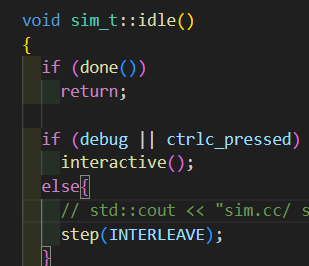 void sim_t::idle()
{
if (done())
return;
if (debug || ctrlc_pressed)
interactive();
else{
// std::cout << "sim.cc/ s
step(INTERLEAVE);
}